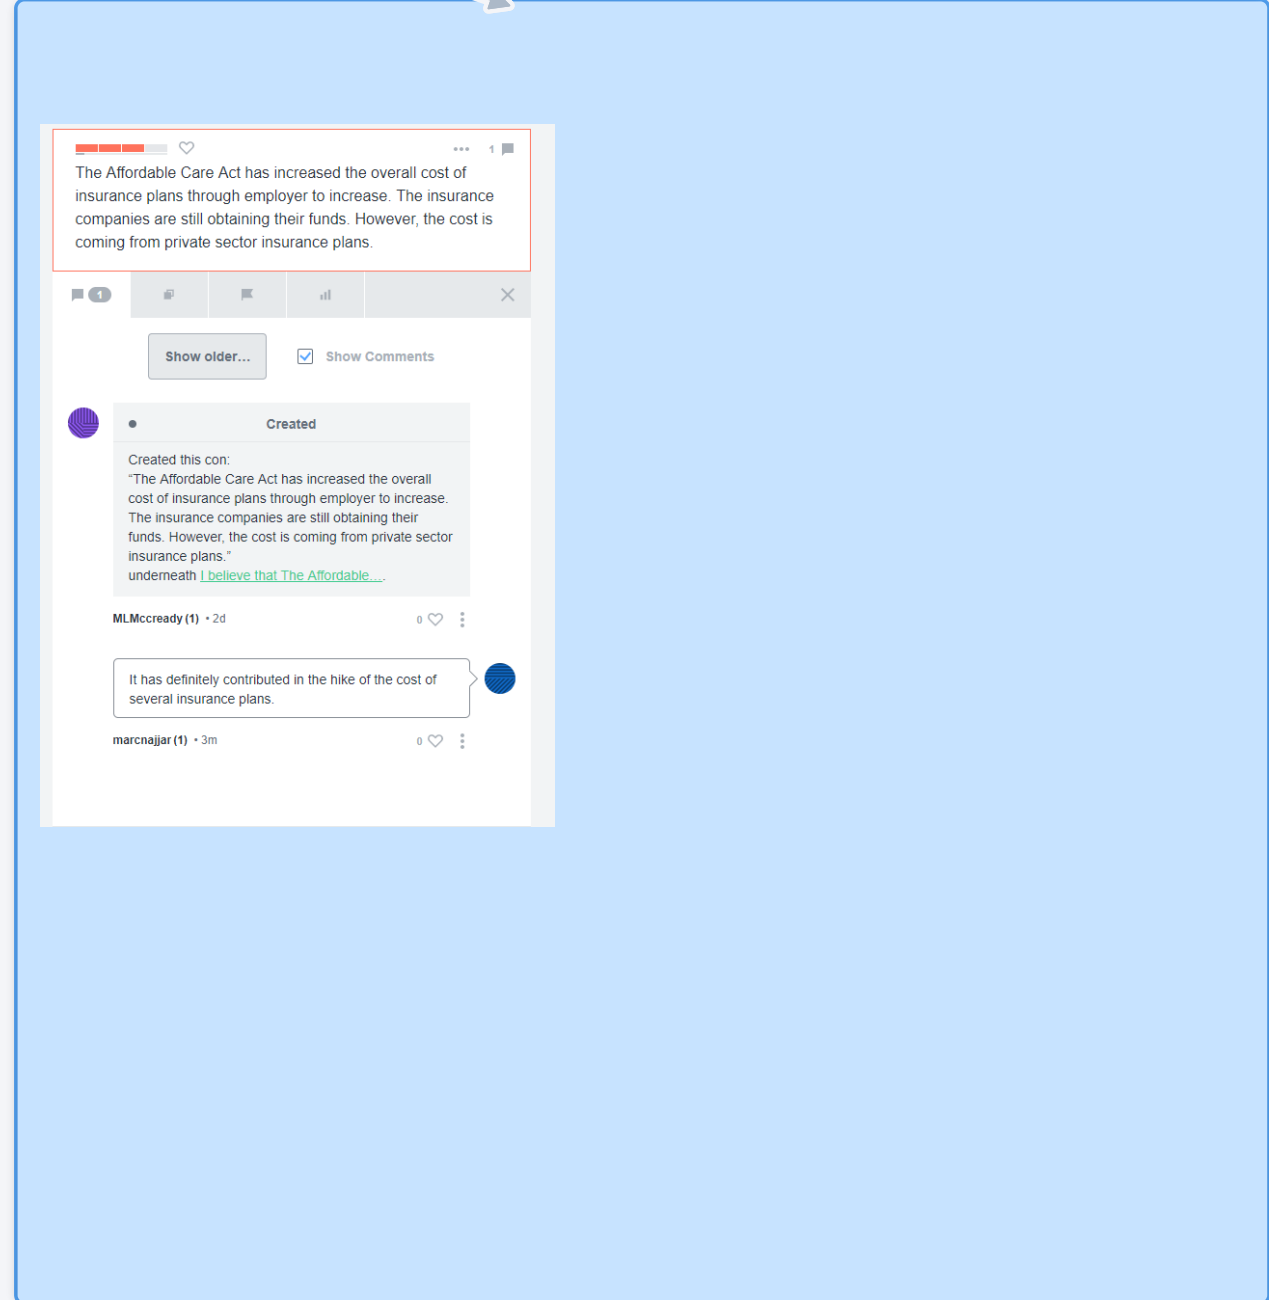 ••• 1
The Affordable Care Act has increased the overall cost of
insurance plans through employer to increase. The insurance
companies are still obtaining their funds. However, the cost is
coming from private sector insurance plans.
1
Show older... Show Comments
Created
Created this con:
“The Affordable Care Act has increased the overall
cost of insurance plans through employer to increase.
The insurance companies are still obtaining their
funds. However, the cost is coming from private sector
insurance plans.”
underneath I believe that The Affordable....
MLMccready (1) • 2d 0
It has definitely contributed in the hike of the cost of
several insurance plans.
marcnajjar (1) • 3m 0